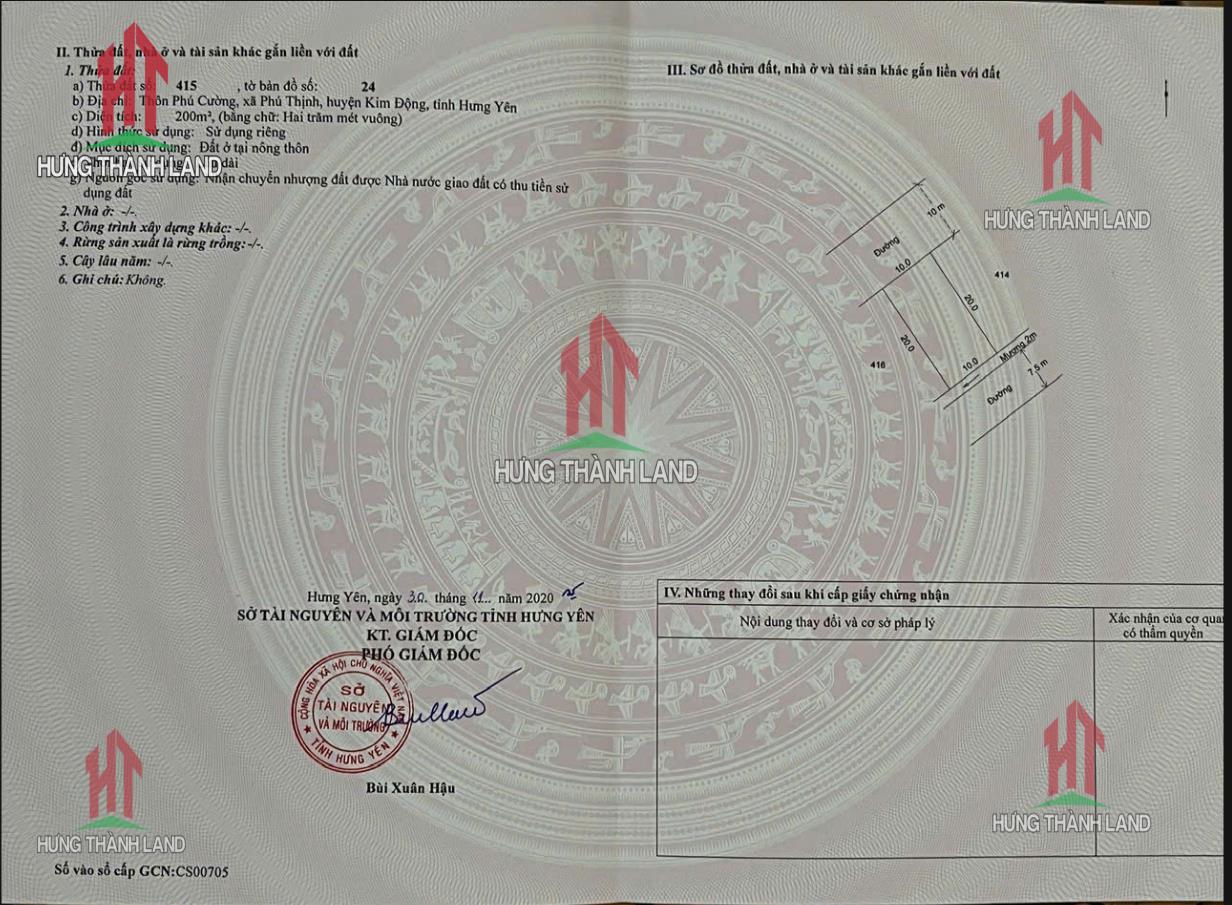 II. Thửa đất, nhà ở và tài sản khác gắn liền với đất
1. Thửa đất:
a) Thửa đất số: 415 , tờ bản đồ số: 24
b) Địa chỉ: Thôn Phú Cường, xã Phú Thịnh, huyện Kim Động, tỉnh Hưng Yên
c) Diện tích: 200m², (bằng chữ: Hai trăm mét vuông)
d) Hình thức sử dụng: Sử dụng riêng
đ) Mục đích sử dụng: Đất ở tại nông thôn
dài
g) Nguồn gốc sử dụng: Nhận chuyển nhượng đất được Nhà nước giao đất có thu tiền sử
dụng đất
2. Nhà ở: -/-.
3. Công trình xây dựng khác: -/-.
4. Rừng sản xuất là rừng trồng:-/-.
5. Cây lâu năm: -/-.
6. Ghi chú: Không.
HT
HƯNG THÀNH LAND
III. Sơ đồ thửa đất, nhà ở và tài sản khác gắn liền với đất
HT
HƯNG THÀNH LAND
10 m
Đường
10.0
414
20.0
20.0
416
10.0
Mương 2m
7.5 m
Đường
HT
HƯNG THÀNH LAND
Hưng Yên, ngày 30 tháng 11 năm 2020
SỞ TÀI NGUYÊN VÀ MÔI TRƯỜNG TỈNH HƯNG YÊN
KT. GIÁM ĐỐC
PHÓ GIÁM ĐỐC
CỘNG HÒA XÃ HỘI CHỦ NGHĨA VIỆT NAM
SỞ
TÀI NGUYÊN
VÀ MÔI TRƯỜNG
TỈNH HƯNG YÊN
Bùi Xuân Hậu
IV. Những thay đổi sau khi cấp giấy chứng nhận
Nội dung thay đổi và cơ sở pháp lý
Xác nhận của cơ quan
có thẩm quyền
HT
HƯNG THÀNH LAND
HT
HƯNG THÀNH LAND
Số vào sổ cấp GCN:CS00705